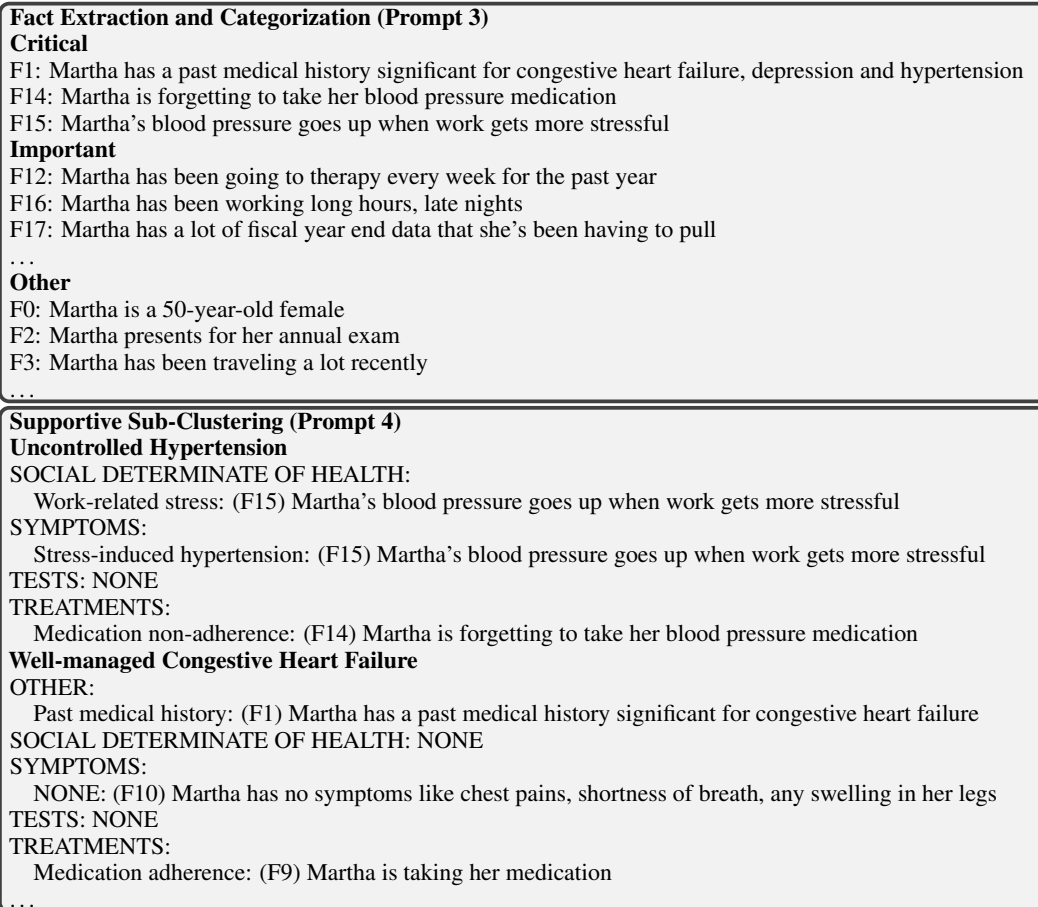 Fact Extraction and Categorization (Prompt 3)
Critical
F1: Martha has a past medical history significant for congestive heart failure, depression and hypertension
F14: Martha is forgetting to take her blood pressure medication
F15: Martha's blood pressure goes up when work gets more stressful
Important
F12: Martha has been going to therapy every week for the past year
F16: Martha has been working long hours, late nights
F17: Martha has a lot of fiscal year end data that she's been having to pull
...
Other
F0: Martha is a 50-year-old female
F2: Martha presents for her annual exam
F3: Martha has been traveling a lot recently
...
Supportive Sub-Clustering (Prompt 4)
Uncontrolled Hypertension
SOCIAL DETERMINATE OF HEALTH:
Work-related stress: (F15) Martha's blood pressure goes up when work gets more stressful
SYMPTOMS:
Stress-induced hypertension: (F15) Martha's blood pressure goes up when work gets more stressful
TESTS: NONE
TREATMENTS:
Medication non-adherence: (F14) Martha is forgetting to take her blood pressure medication
Well-managed Congestive Heart Failure
OTHER:
Past medical history: (F1) Martha has a past medical history significant for congestive heart failure
SOCIAL DETERMINATE OF HEALTH: NONE
SYMPTOMS:
NONE: (F10) Martha has no symptoms like chest pains, shortness of breath, any swelling in her legs
TESTS: NONE
TREATMENTS:
Medication adherence: (F9) Martha is taking her medication
...